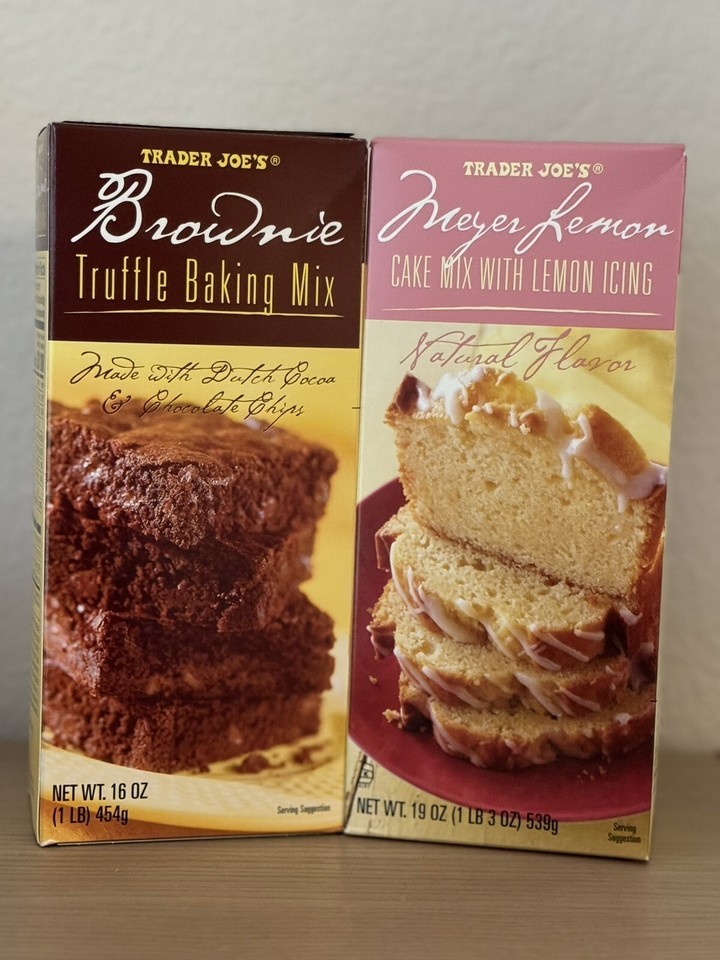 TRADER JOE'S®
Brownie
Truffle Baking Mix
Made with Dutch Cocoa
& Chocolate Chips
NET WT. 16 OZ
(1 LB) 454g
Serving Suggestion
TRADER JOE'S®
Meyer Lemon
CAKE MIX WITH LEMON ICING
Natural Flavor
NET WT. 19 OZ (1 LB 3 OZ) 539g
Serving
Suggestion